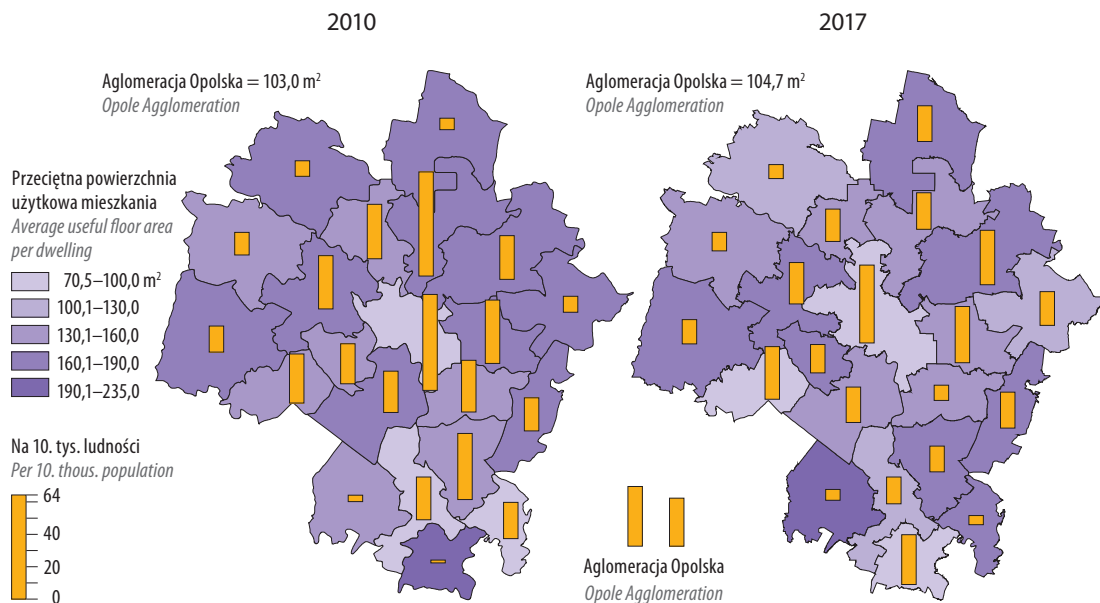 2010
2017
Aglomeracja Opolska = 103,0 m²
Opole Agglomeration
Aglomeracja Opolska = 104,7 m²
Opole Agglomeration
Przeciętna powierzchnia
użytkowa mieszkania
Average useful floor area
per dwelling
70,5–100,0 m²
100,1–130,0
130,1–160,0
160,1–190,0
190,1–235,0
Na 10. tys. ludności
Per 10. thous. population
64
40
20
0
Aglomeracja Opolska
Opole Agglomeration